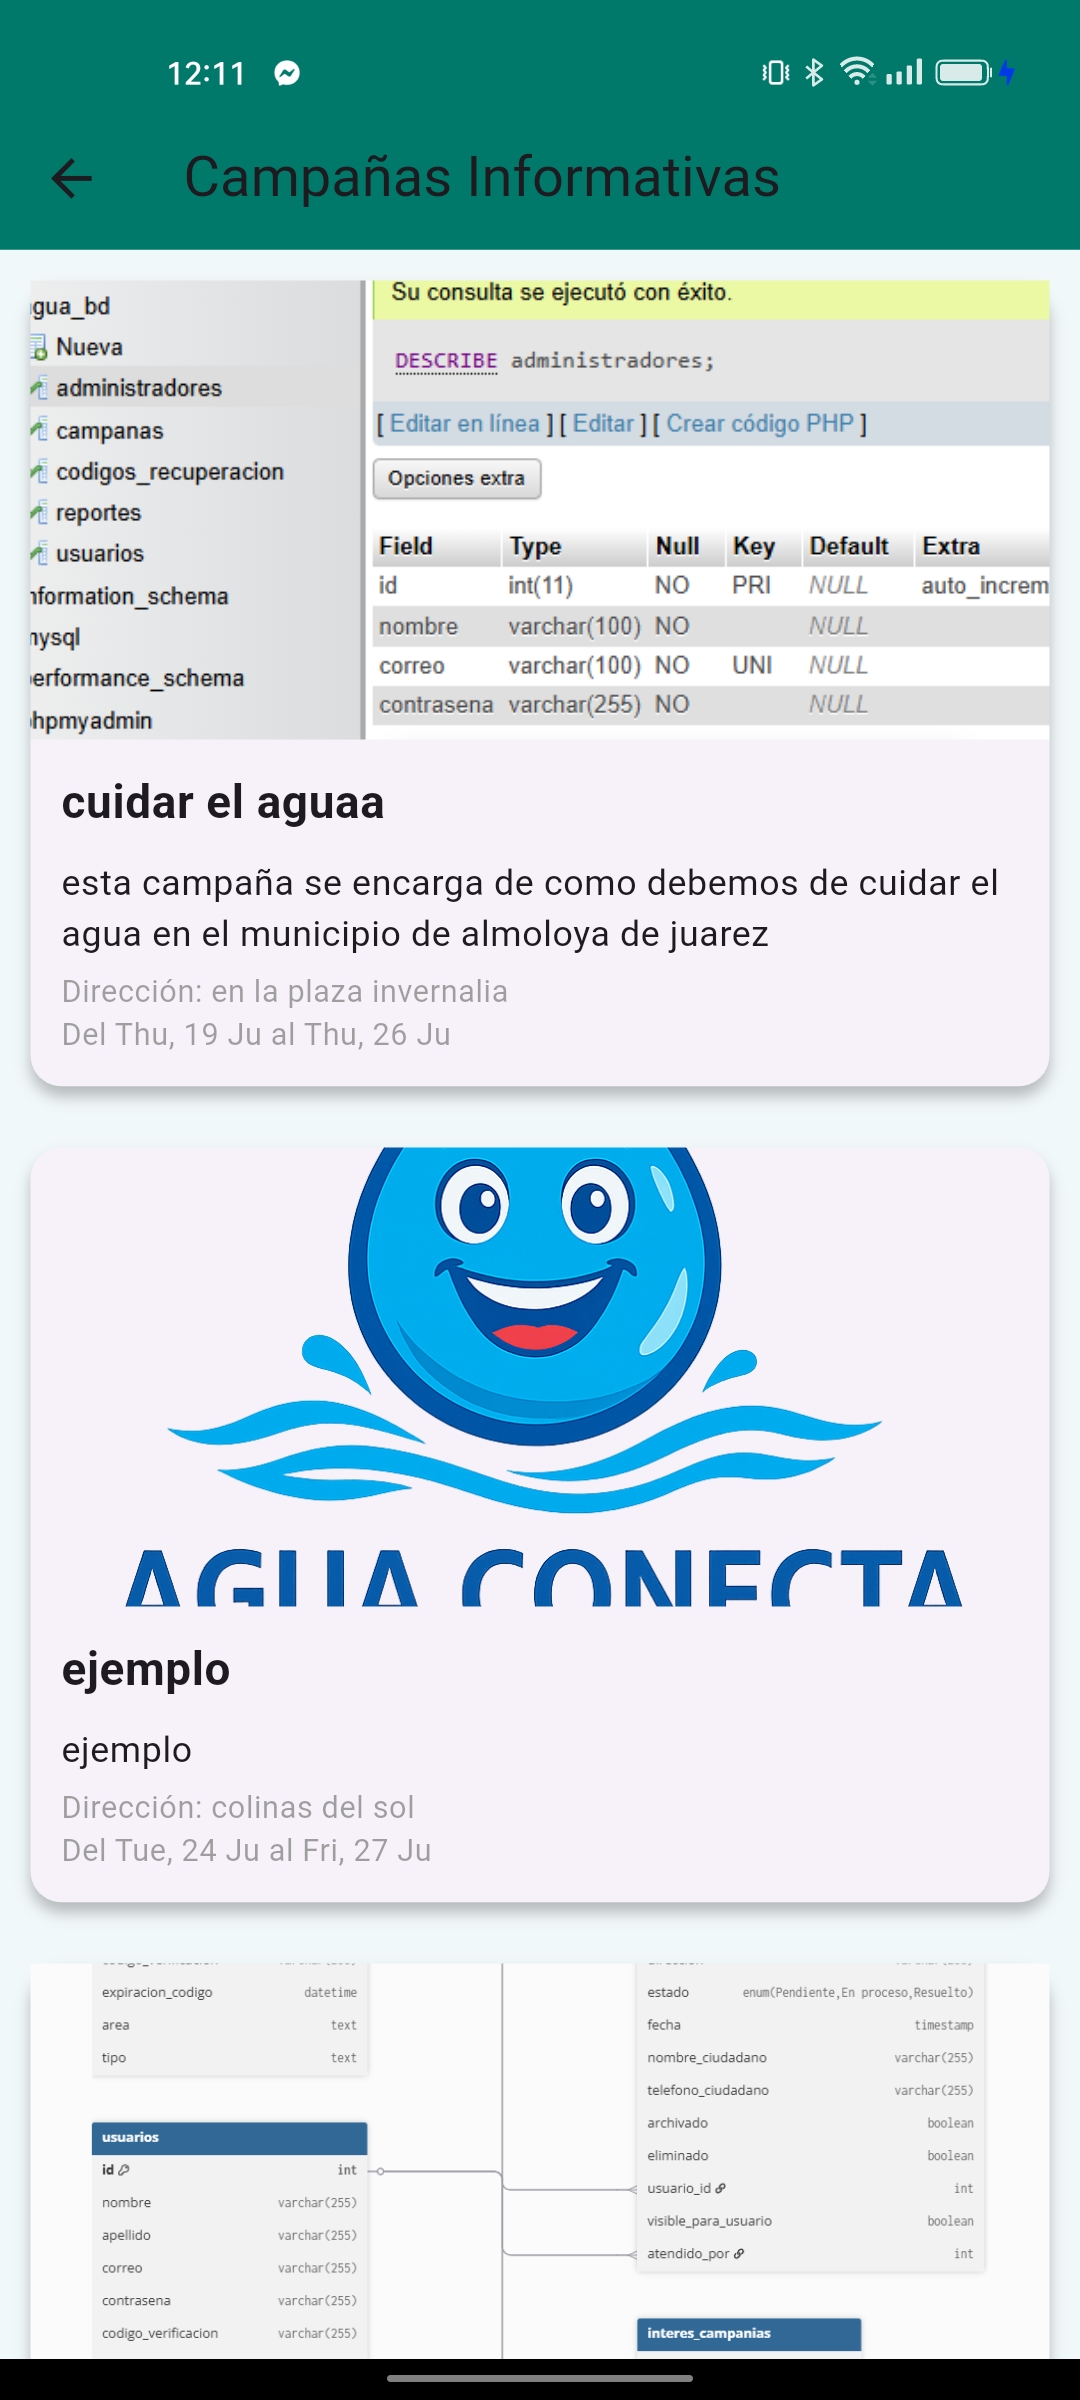 12:11
Campañas Informativas
Su consulta se ejecutó con éxito.
gua_bd
Nueva
DESCRIBE administradores;
administradores
campanas
[ Editar en línea ] [ Editar ] [ Crear código PHP ]
codigos_recuperacion
Opciones extra
reportes
usuarios
Field Type Null Key Default Extra
id int(11) NO PRI NULL auto_increm
nformation_schema
nombre varchar(100) NO NULL
mysql
correo varchar(100) NO UNI NULL
erformance_schema
contrasena varchar(255) NO NULL
hpmyadmin
cuidar el aguaa
esta campaña se encarga de como debemos de cuidar el
agua en el municipio de almoloya de juarez
Dirección: en la plaza invernalia
Del Thu, 19 Ju al Thu, 26 Ju
AGUA CONECTA
ejemplo
ejemplo
Dirección: colinas del sol
Del Tue, 24 Ju al Fri, 27 Ju
expiracion_codigo datetime
area text
tipo text
estado enum(Pendiente,En proceso,Resuelto)
fecha timestamp
nombre_ciudadano varchar(255)
telefono_ciudadano varchar(255)
archivado boolean
eliminado boolean
usuario_id int
visible_para_usuario boolean
atendido_por int
usuarios
id int
nombre varchar(255)
apellido varchar(255)
correo varchar(255)
contrasena varchar(255)
codigo_verificacion varchar(255)
interes_campanias